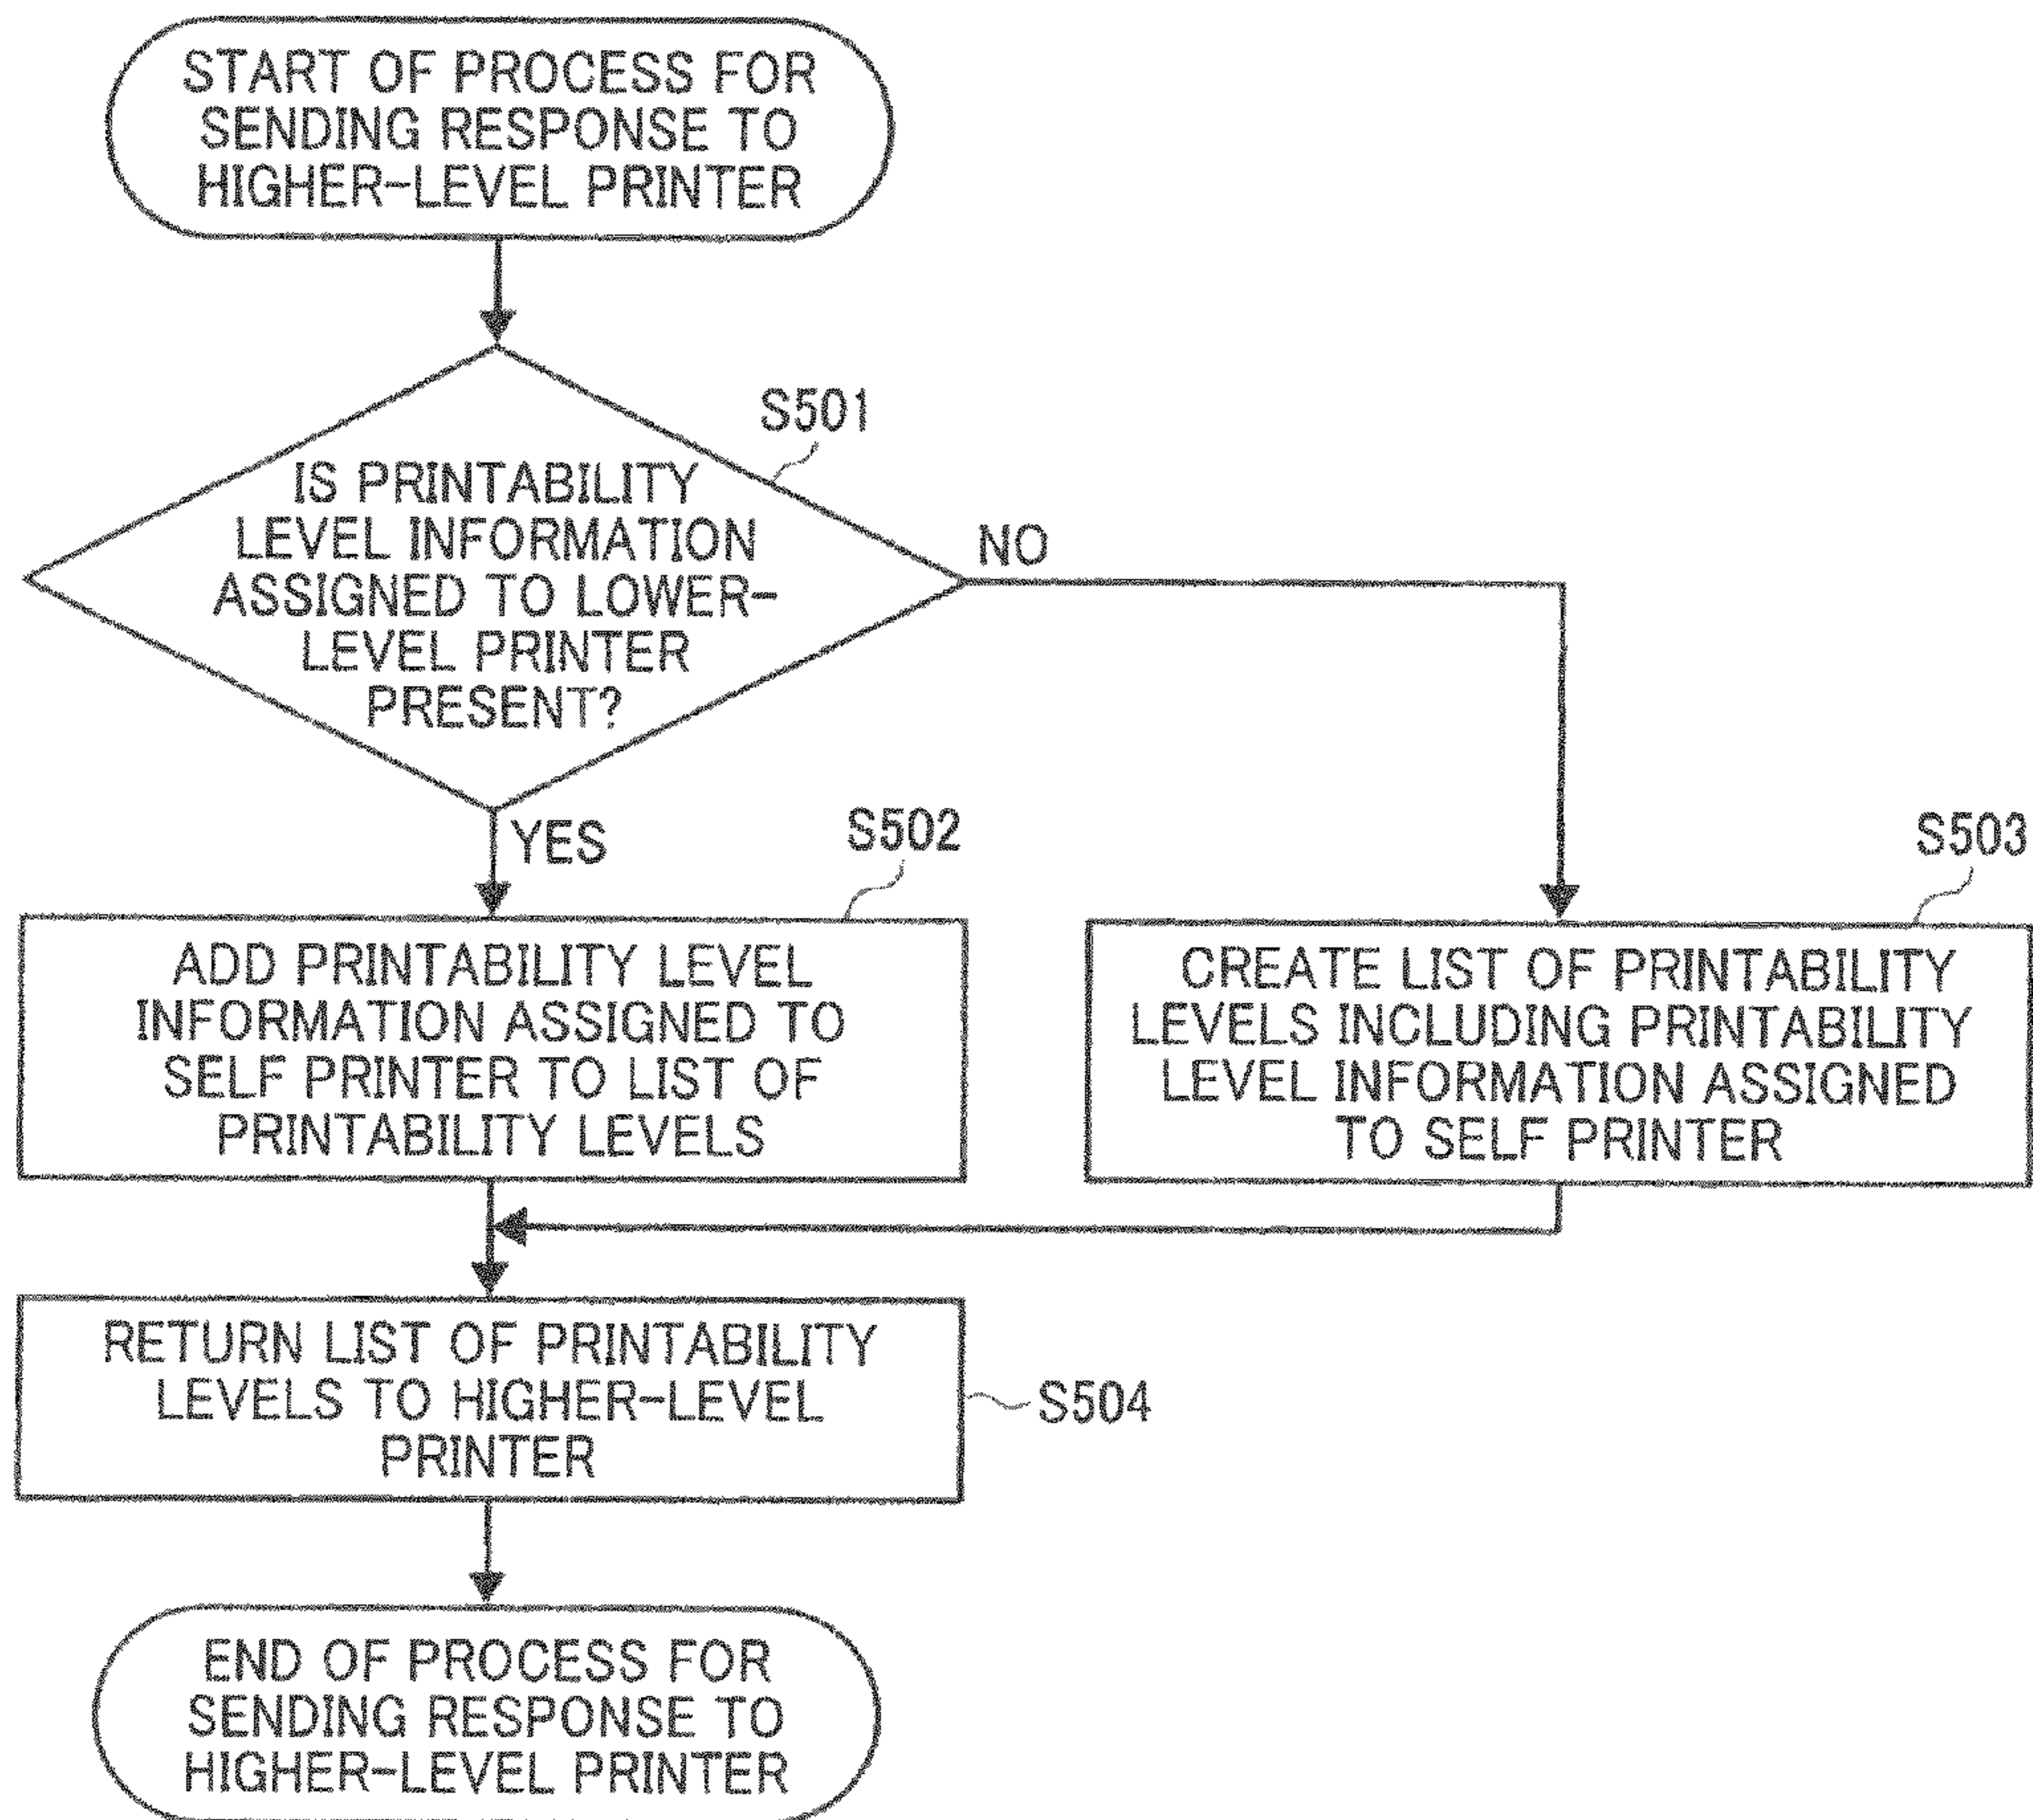 START OF PROCESS FOR
SENDING RESPONSE TO
HIGHER-LEVEL PRINTER
S501
IS PRINTABILITY
LEVEL INFORMATION
ASSIGNED TO LOWER-
LEVEL PRINTER
PRESENT?
NO
YES
S502
S503
ADD PRINTABILITY LEVEL
INFORMATION ASSIGNED TO
SELF PRINTER TO LIST OF
PRINTABILITY LEVELS
CREATE LIST OF PRINTABILITY
LEVELS INCLUDING PRINTABILITY
LEVEL INFORMATION ASSIGNED
TO SELF PRINTER
RETURN LIST OF PRINTABILITY
LEVELS TO HIGHER-LEVEL
PRINTER
S504
END OF PROCESS FOR
SENDING RESPONSE TO
HIGHER-LEVEL PRINTER